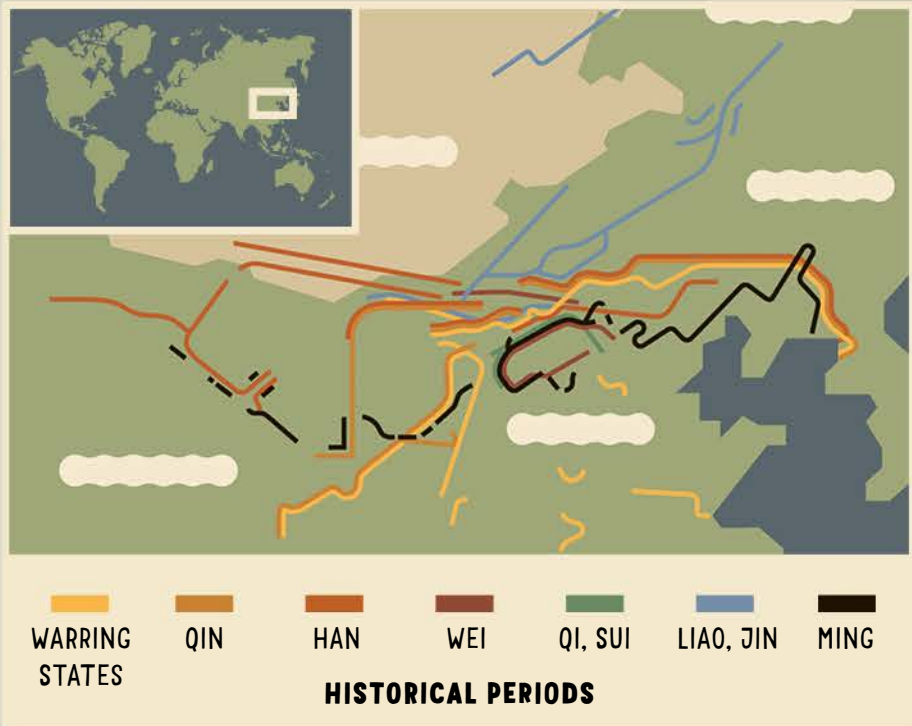 WARRING QIN HAN WEI QI, SUI LIAO, JIN MING
STATES
HISTORICAL PERIODS